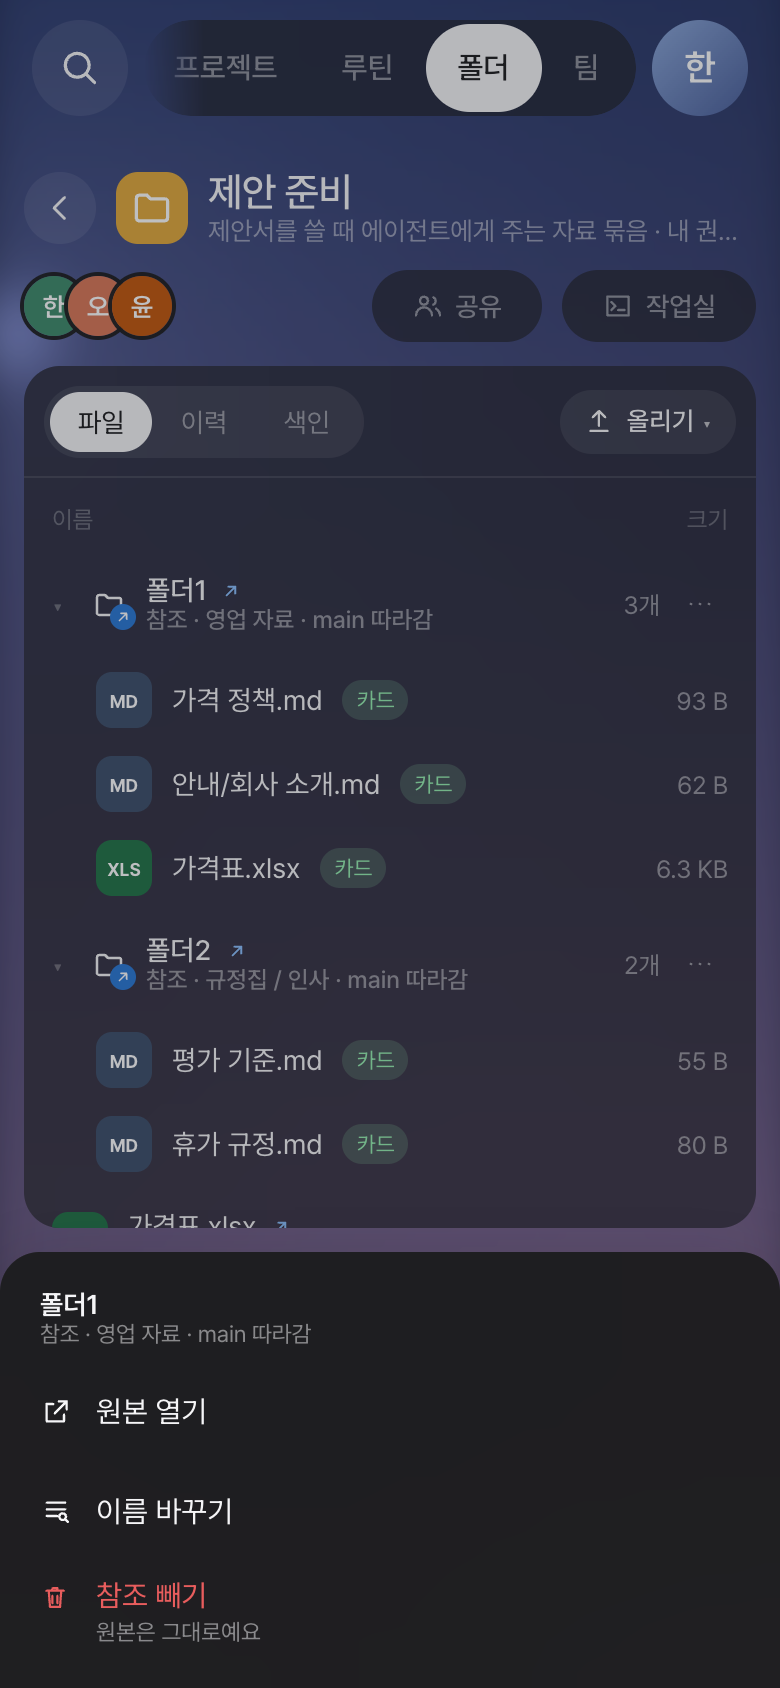 프로젝트 루틴 폴더 팀 한
제안 준비
제안서를 쓸 때 에이전트에게 주는 자료 묶음 · 내 권...
한 오 윤 공유 작업실
파일 이력 색인 올리기
이름 크기
폴더1
참조 · 영업 자료 · main 따라감
3개
MD 가격 정책.md 카드 93 B
MD 안내/회사 소개.md 카드 62 B
XLS 가격표.xlsx 카드 6.3 KB
폴더2
참조 · 규정집 / 인사 · main 따라감
2개
MD 평가 기준.md 카드 55 B
MD 휴가 규정.md 카드 80 B
가격표.xlsx
폴더1
참조 · 영업 자료 · main 따라감
원본 열기
이름 바꾸기
참조 빼기
원본은 그대로예요